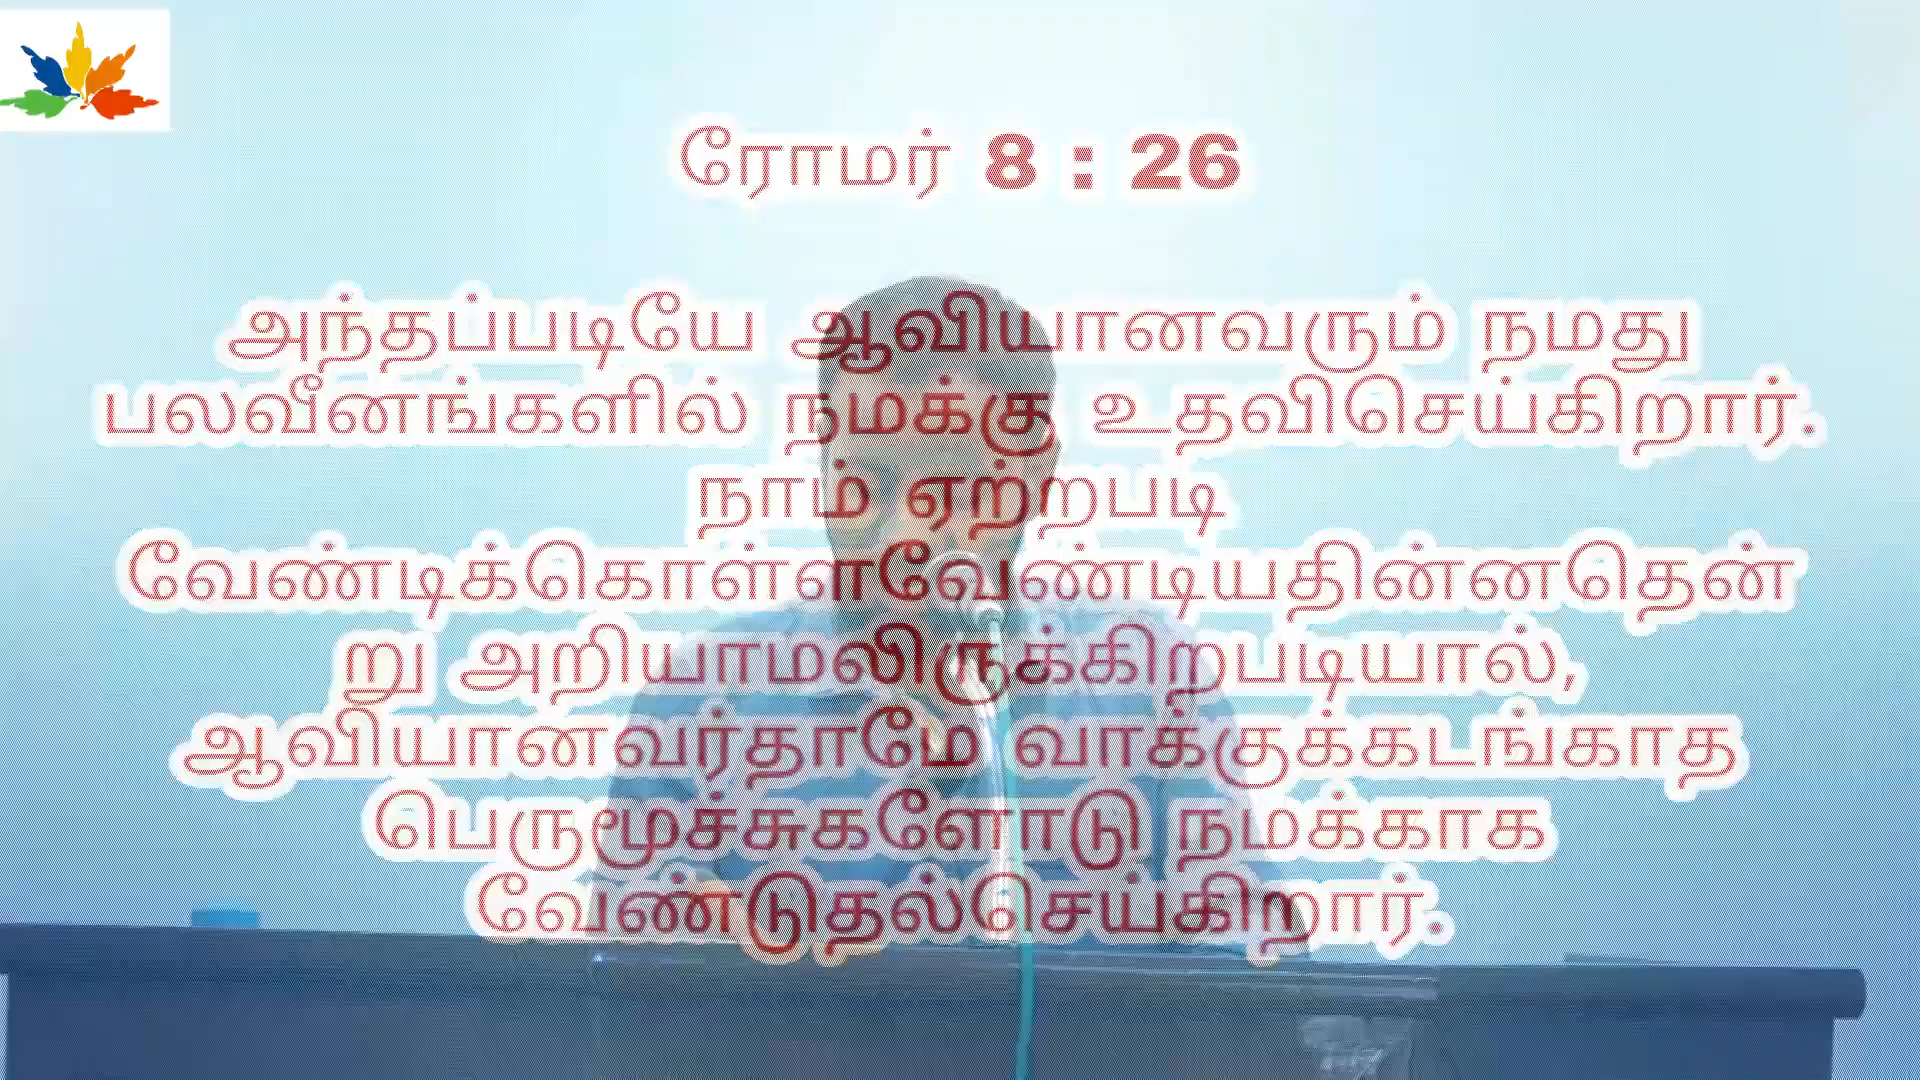 ரோமர் 8 : 26
அந்தப்படியே ஆவியானவரும் நமது
பலவீனங்களில் நமக்கு உதவிசெய்கிறார்.
நாம் ஏற்றபடி
வேண்டிக்கொள்ளவேண்டியதின்னதென்
று அறியாமலிருக்கிறபடியால்,
ஆவியானவர்தாமே வாக்குக்கடங்காத
பெருமூச்சுகளோடு நமக்காக
வேண்டுதல்செய்கிறார்.